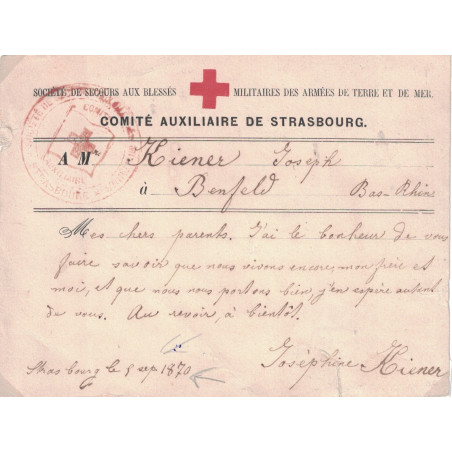 SOCIÉTÉ DE SECOURS AUX BLESSÉS MILITAIRES DES ARMÉES DE TERRE ET DE MER.
COMITÉ AUXILIAIRE DE STRASBOURG.
A M Kiener Joseph
à Benfeld Bas-Rhin
Mes chers parents. J'ai le bonheur de vous
faire savoir que nous vivons encore, mon frère et
moi, et que nous nous portons bien j'en espère autant
de vous. Au revoir, à bientôt.
Joséphine Kiener
Strasbourg le sep 1870